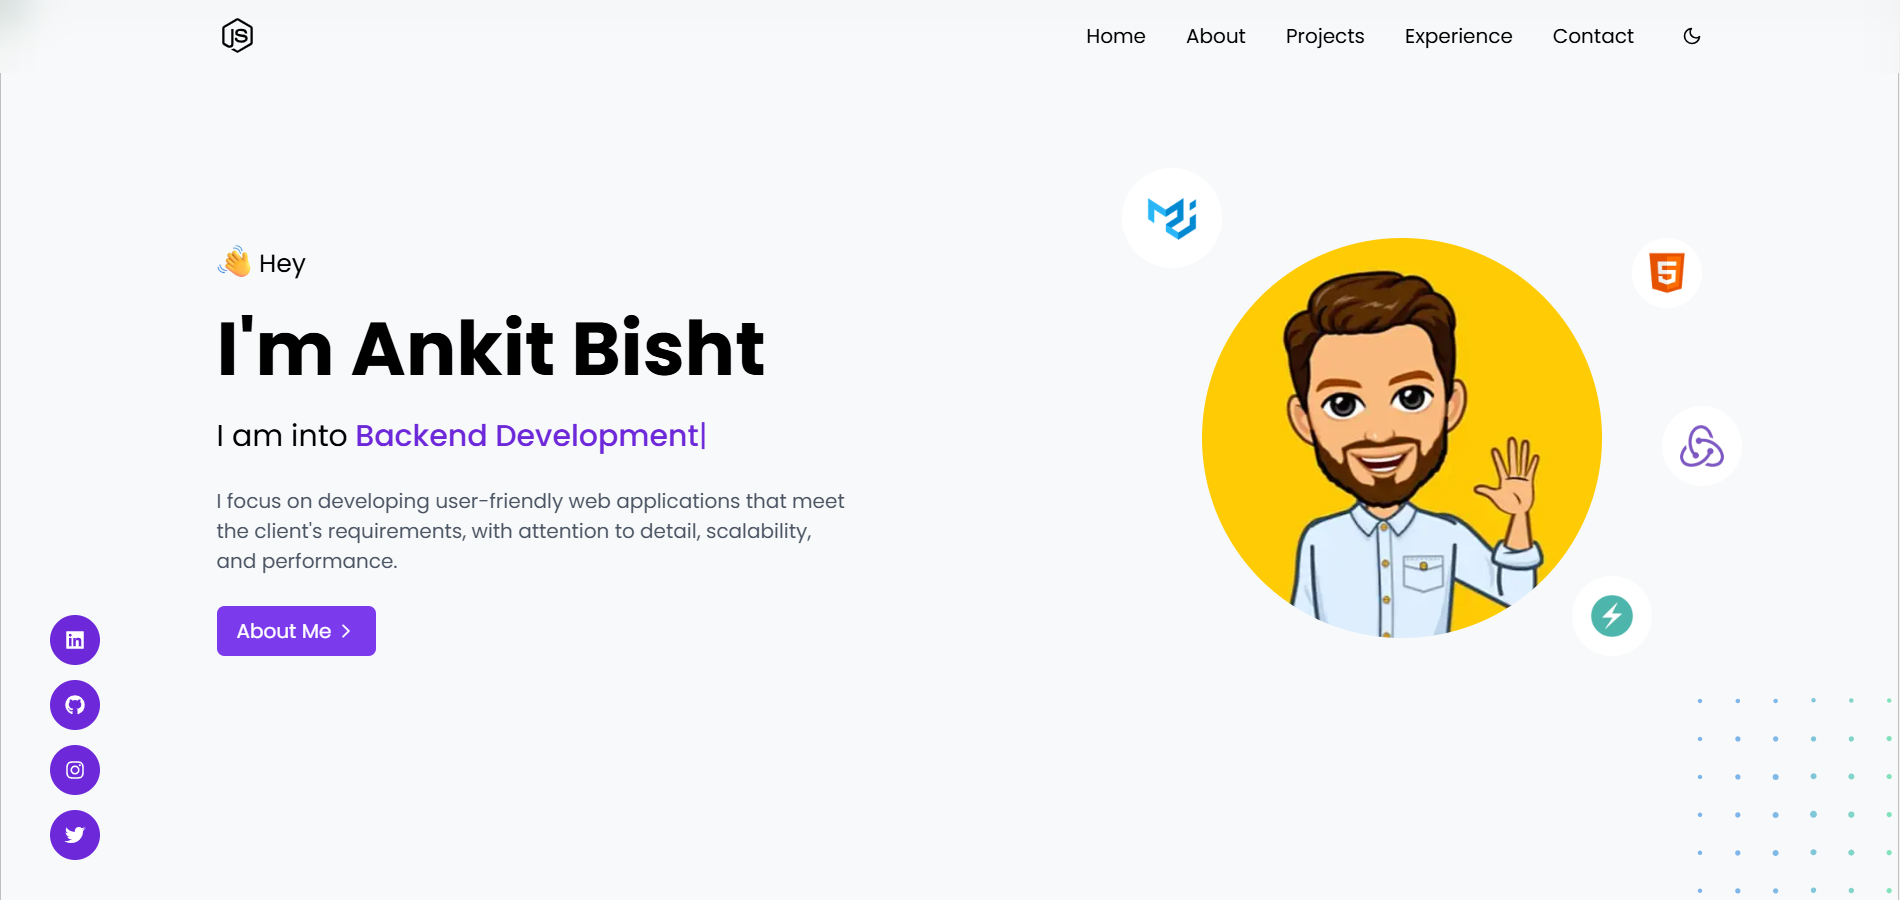 JS
Home About Projects Experience Contact
👋 Hey
I'm Ankit Bisht
I am into Backend Development|
I focus on developing user-friendly web applications that meet
the client's requirements, with attention to detail, scalability,
and performance.
About Me >
in
5